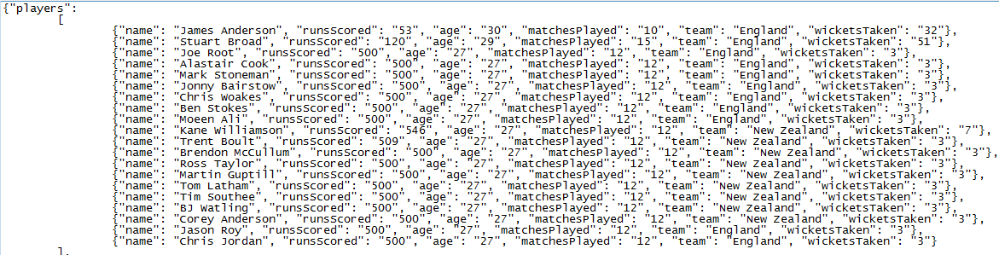 {"players":
[
{"name": "James Anderson", "runsScored": "53", "age": "30", "matchesPlayed": "10", "team": "England", "wicketsTaken": "32"},
{"name": "Stuart Broad", "runsScored": "120", "age": "29", "matchesPlayed": "15", "team": "England", "wicketsTaken": "51"},
{"name": "Joe Root", "runsScored": "500", "age": "27", "matchesPlayed": "12", "team": "England", "wicketsTaken": "3"},
{"name": "Alastair Cook", "runsScored": "500", "age": "27", "matchesPlayed": "12", "team": "England", "wicketsTaken": "3"},
{"name": "Mark Stoneman", "runsScored": "500", "age": "27", "matchesPlayed": "12", "team": "England", "wicketsTaken": "3"},
{"name": "Jonny Bairstow", "runsScored": "500", "age": "27", "matchesPlayed": "12", "team": "England", "wicketsTaken": "3"},
{"name": "Chris Woakes", "runsScored": "500", "age": "27", "matchesPlayed": "12", "team": "England", "wicketsTaken": "3"},
{"name": "Ben Stokes", "runsScored": "500", "age": "27", "matchesPlayed": "12", "team": "England", "wicketsTaken": "3"},
{"name": "Moeen Ali", "runsScored": "500", "age": "27", "matchesPlayed": "12", "team": "England", "wicketsTaken": "3"},
{"name": "Kane Williamson", "runsScored": "546", "age": "27", "matchesPlayed": "12", "team": "New Zealand", "wicketsTaken": "7"},
{"name": "Trent Boult", "runsScored": "509", "age": "27", "matchesPlayed": "12", "team": "New Zealand", "wicketsTaken": "3"},
{"name": "Brendon McCullum", "runsScored": "500", "age": "27", "matchesPlayed": "12", "team": "New Zealand", "wicketsTaken": "3"},
{"name": "Ross Taylor", "runsScored": "500", "age": "27", "matchesPlayed": "12", "team": "New Zealand", "wicketsTaken": "3"},
{"name": "Martin Guptill", "runsScored": "500", "age": "27", "matchesPlayed": "12", "team": "New Zealand", "wicketsTaken": "3"},
{"name": "Tom Latham", "runsScored": "500", "age": "27", "matchesPlayed": "12", "team": "New Zealand", "wicketsTaken": "3"},
{"name": "Tim Southee", "runsScored": "500", "age": "27", "matchesPlayed": "12", "team": "New Zealand", "wicketsTaken": "3"},
{"name": "BJ Watling", "runsScored": "500", "age": "27", "matchesPlayed": "12", "team": "New Zealand", "wicketsTaken": "3"},
{"name": "Corey Anderson", "runsScored": "500", "age": "27", "matchesPlayed": "12", "team": "New Zealand", "wicketsTaken": "3"},
{"name": "Jason Roy", "runsScored": "500", "age": "27", "matchesPlayed": "12", "team": "England", "wicketsTaken": "3"},
{"name": "Chris Jordan", "runsScored": "500", "age": "27", "matchesPlayed": "12", "team": "England", "wicketsTaken": "3"}
],